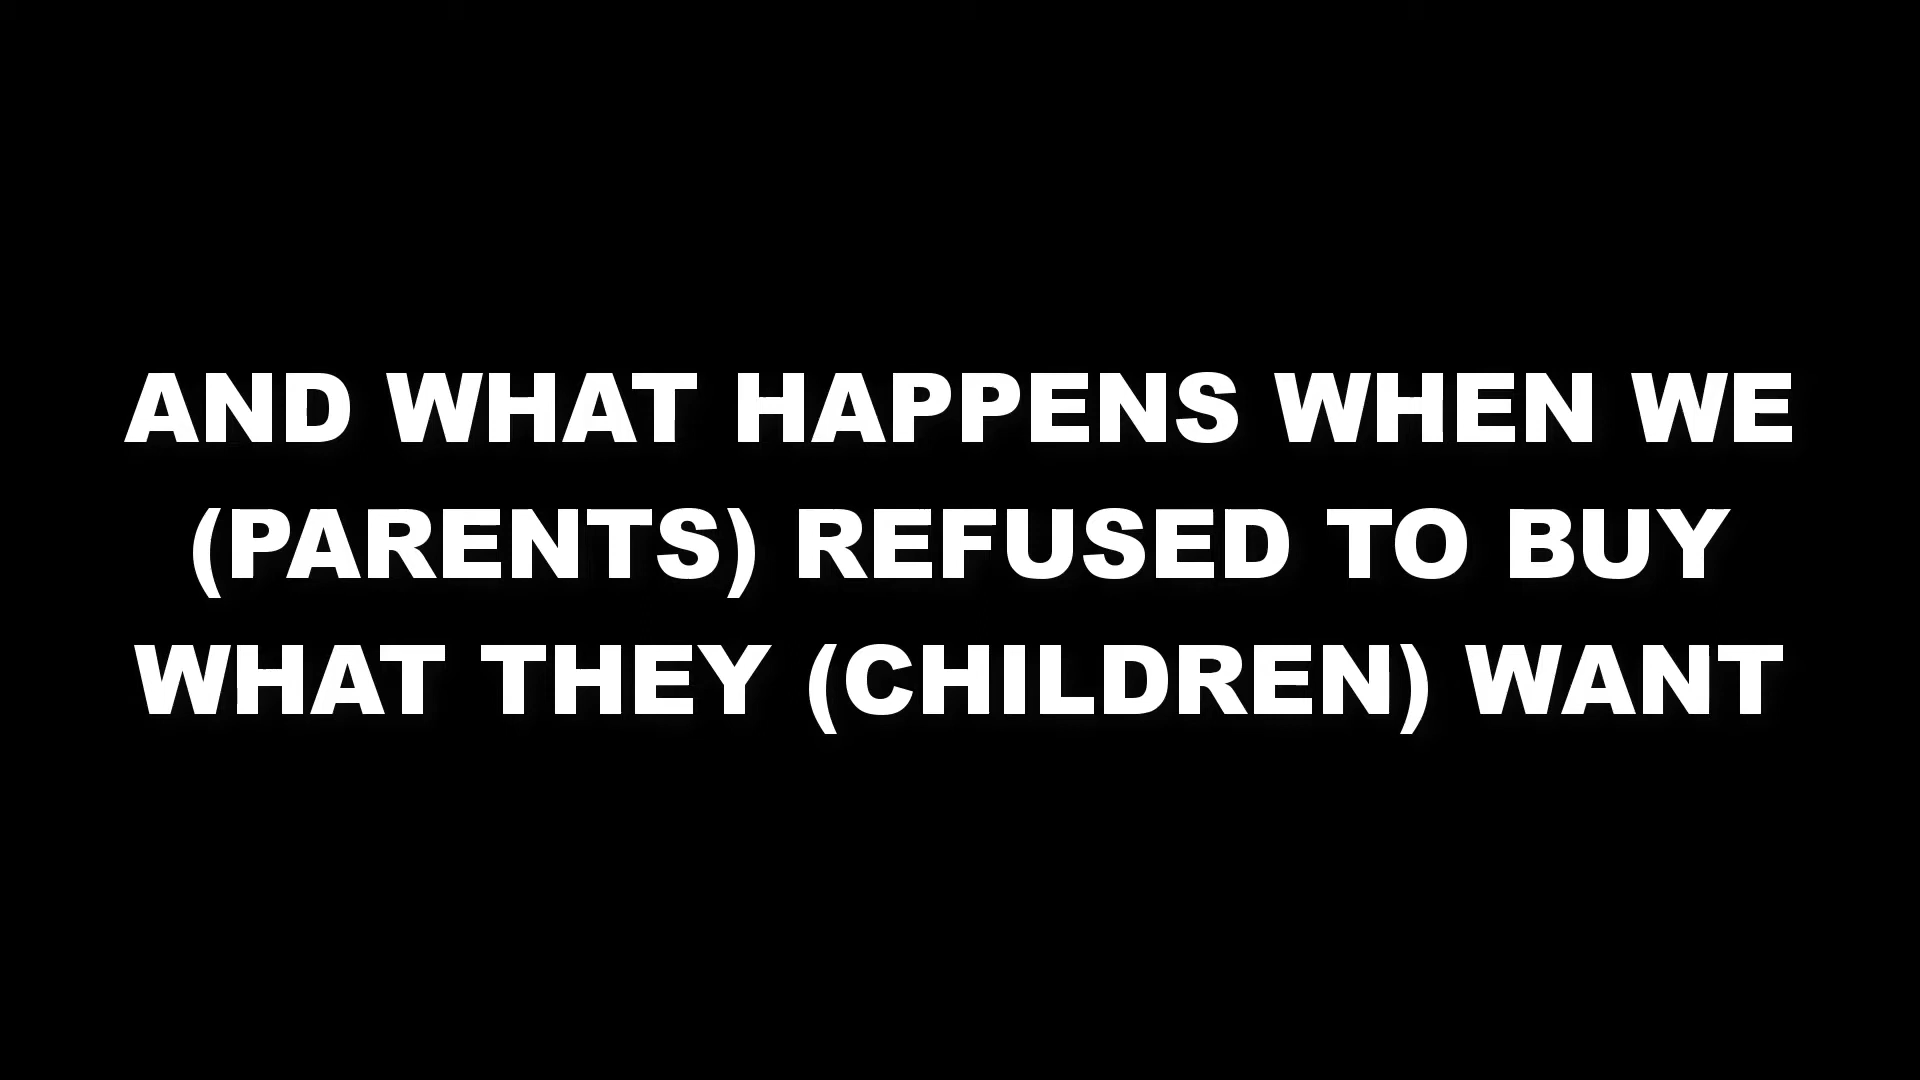 AND WHAT HAPPENS WHEN WE
(PARENTS) REFUSED TO BUY
WHAT THEY (CHILDREN) WANT